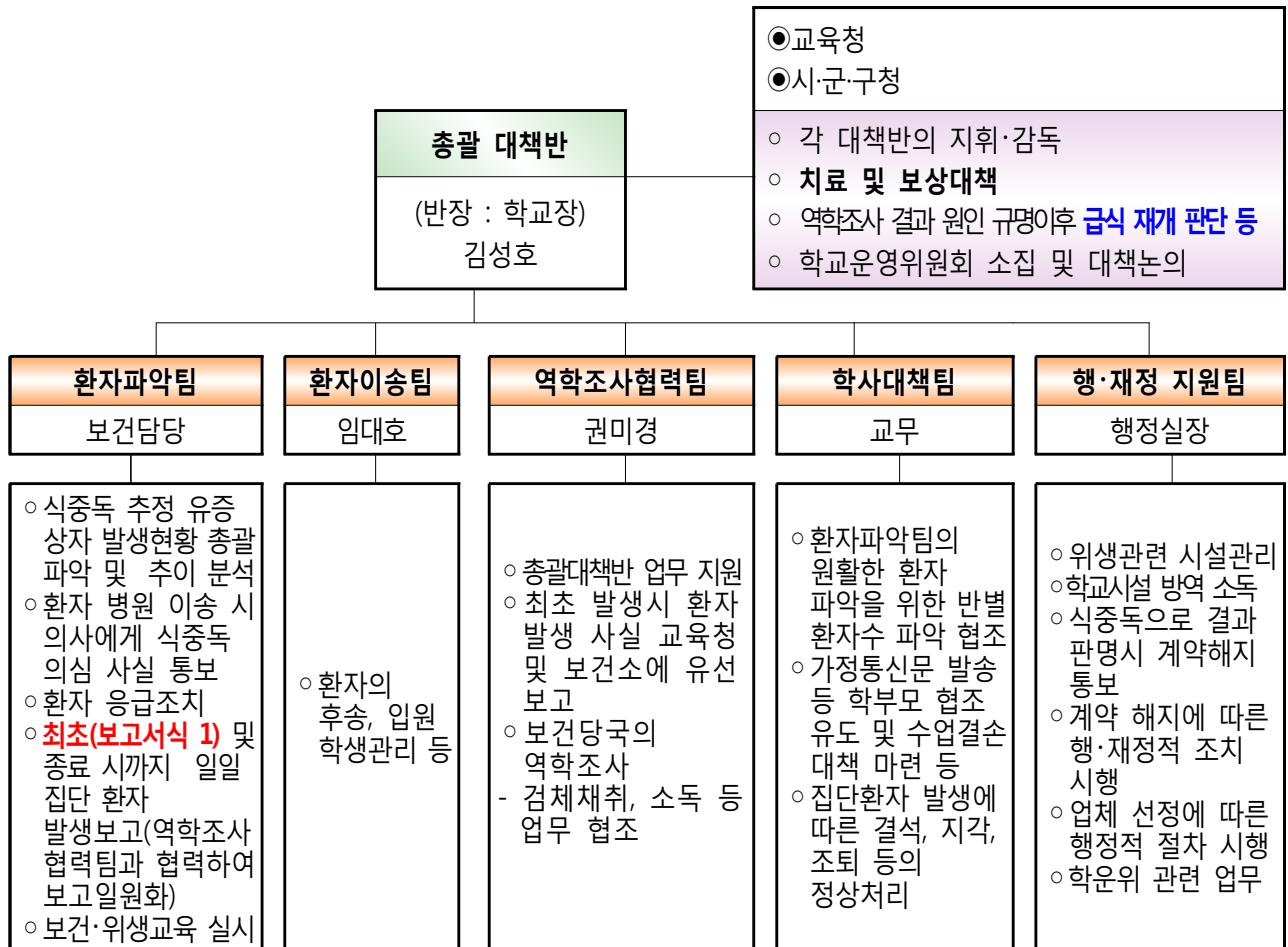 ◉교육청
◉시·군·구청
총괄 대책반
(반장 : 학교장)
김성호
○ 각 대책반의 지휘·감독
○ 치료 및 보상대책
○ 역학조사 결과 원인 규명이후 급식 재개 판단 등
○ 학교운영위원회 소집 및 대책논의
환자파악팀
보건담당
○식중독 추정 유증
상자 발생현황 총괄
파악 및 추이 분석
○환자 병원 이송 시
의사에게 식중독
의심 사실 통보
○환자 응급조치
○최초(보고서식 1) 및
종료 시까지 일일
집단 환자
발생보고(역학조사
협력팀과 협력하여
보고일원화)
○보건·위생교육 실시
환자이송팀
임대호
○환자의
후송, 입원
학생관리 등
역학조사협력팀
권미경
○총괄대책반 업무 지원
○최초 발생시 환자
발생 사실 교육청
및 보건소에 유선
보고
○보건당국의
역학조사
- 검체채취, 소독 등
업무 협조
학사대책팀
교무
○환자파악팀의
원활한 환자
파악을 위한 반별
환자수 파악 협조
○가정통신문 발송
등 학부모 협조
유도 및 수업결손
대책 마련 등
○집단환자 발생에
따른 결석, 지각,
조퇴 등의
정상처리
행·재정 지원팀
행정실장
○위생관련 시설관리
○학교시설 방역 소독
○식중독으로 결과
판명시 계약해지
통보
○계약 해지에 따른
행·재정적 조치
시행
○업체 선정에 따른
행정적 절차 시행
○학운위 관련 업무